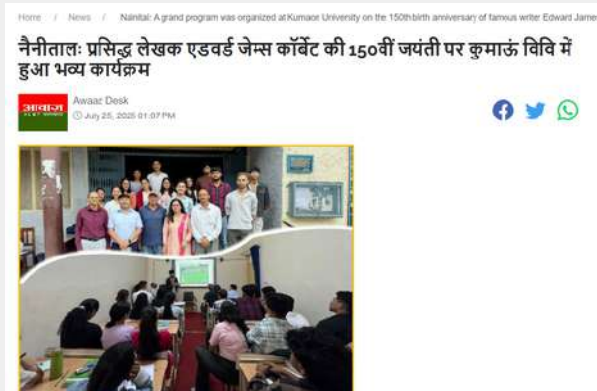 Home / News / Nainital: A grand program was organized at Kumaon University on the 150th birth anniversary of famous writer Edward Jame
नैनीतालः प्रसिद्ध लेखक एडवर्ड जेम्स कॉर्बेट की 150वीं जयंती पर कुमाऊं विवि में
हुआ भव्य कार्यक्रम
आवाज़
Awaaz Desk
July 25, 2025 01:07 PM